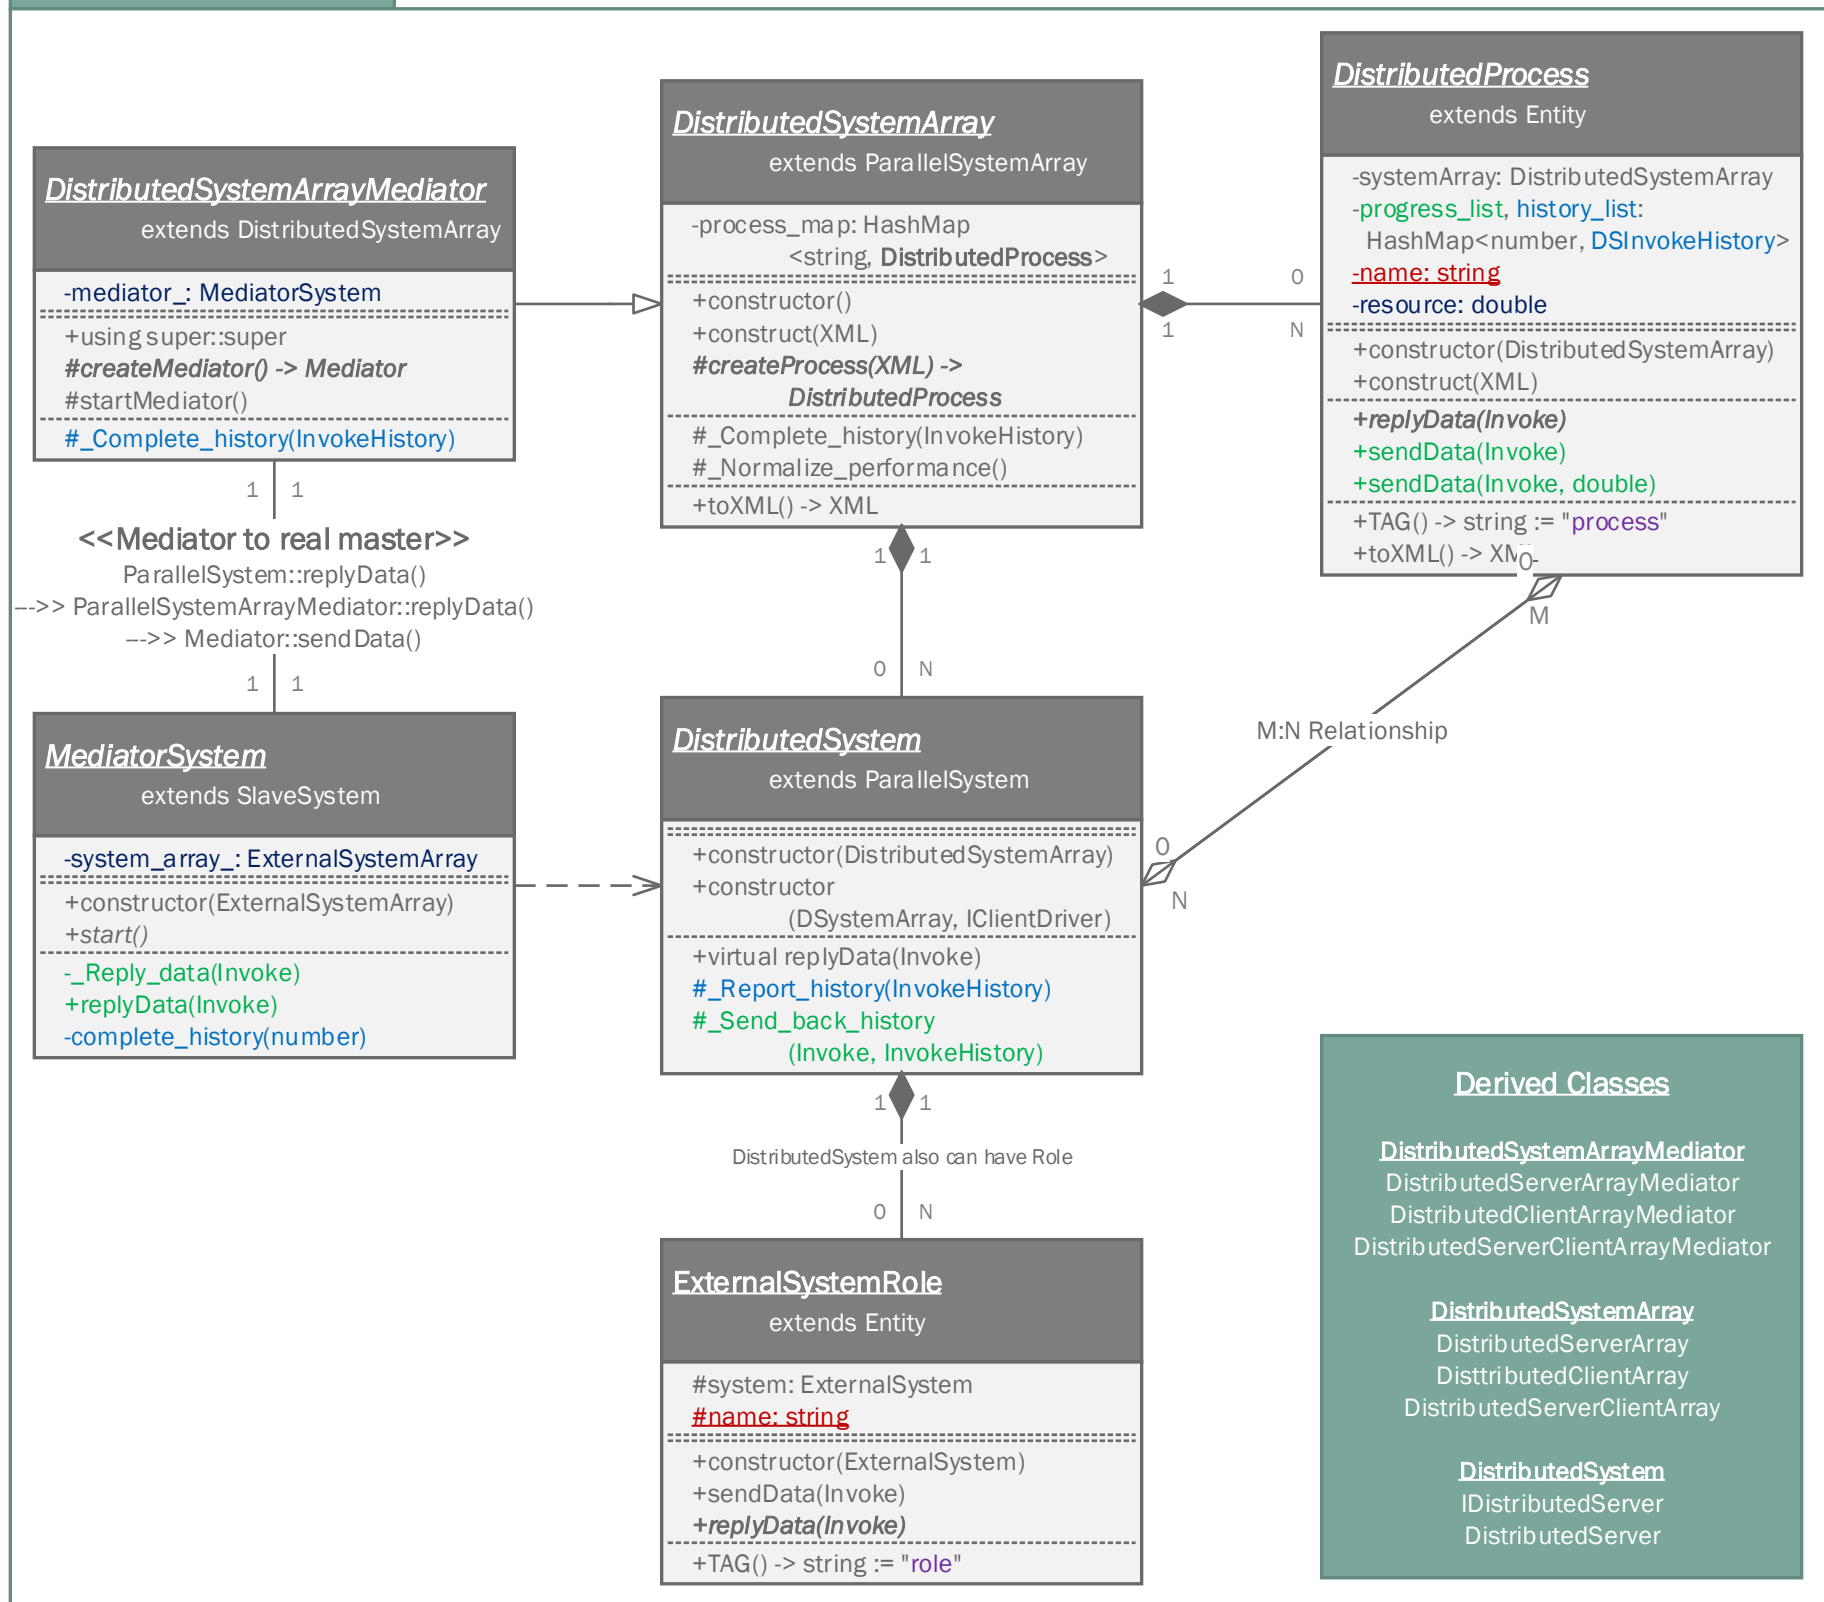 DistributedSystemArrayMediator
extends DistributedSystemArray
-mediator_: MediatorSystem
+using super::super
#createMediator() -> Mediator
#startMediator()
#_Complete_history(InvokeHistory)
1 1
<<Mediator to real master>>
ParallelSystem::replyData()
--->> ParallelSystemArrayMediator::replyData()
--->> Mediator::sendData()
1 1
MediatorSystem
extends SlaveSystem
-system_array_: ExternalSystemArray
+constructor(ExternalSystemArray)
+start()
-_Reply_data(Invoke)
+replyData(Invoke)
-complete_history(number)
DistributedSystemArray
extends ParallelSystemArray
-process_map: HashMap
<string, DistributedProcess>
+constructor()
+construct(XML)
#createProcess(XML) ->
DistributedProcess
#_Complete_history(InvokeHistory)
#_Normalize_performance()
+toXML() -> XML
1 0
1 N
1 1
0 N
DistributedSystem
extends ParallelSystem
+constructor(DistributedSystemArray)
+constructor
(DSystemArray, IClientDriver)
+virtual replyData(Invoke)
#_Report_history(InvokeHistory)
#_Send_back_history
(Invoke, InvokeHistory)
1 1
DistributedSystem also can have Role
0 N
ExternalSystemRole
extends Entity
#system: ExternalSystem
#name: string
+constructor(ExternalSystem)
+sendData(Invoke)
+replyData(Invoke)
+TAG() -> string := "role"
DistributedProcess
extends Entity
-systemArray: DistributedSystemArray
-progress_list, history_list:
HashMap<number, DSInvokeHistory>
-name: string
-resource: double
+constructor(DistributedSystemArray)
+construct(XML)
+replyData(Invoke)
+sendData(Invoke)
+sendData(Invoke, double)
+TAG() -> string := "process"
+toXML() -> XML
0
M
M:N Relationship
0
N
Derived Classes
DistributedSystemArrayMediator
DistributedServerArrayMediator
DistributedClientArrayMediator
DistributedServerClientArrayMediator
DistributedSystemArray
DistributedServerArray
DisttributedClientArray
DistributedServerClientArray
DistributedSystem
IDistributedServer
DistributedServer